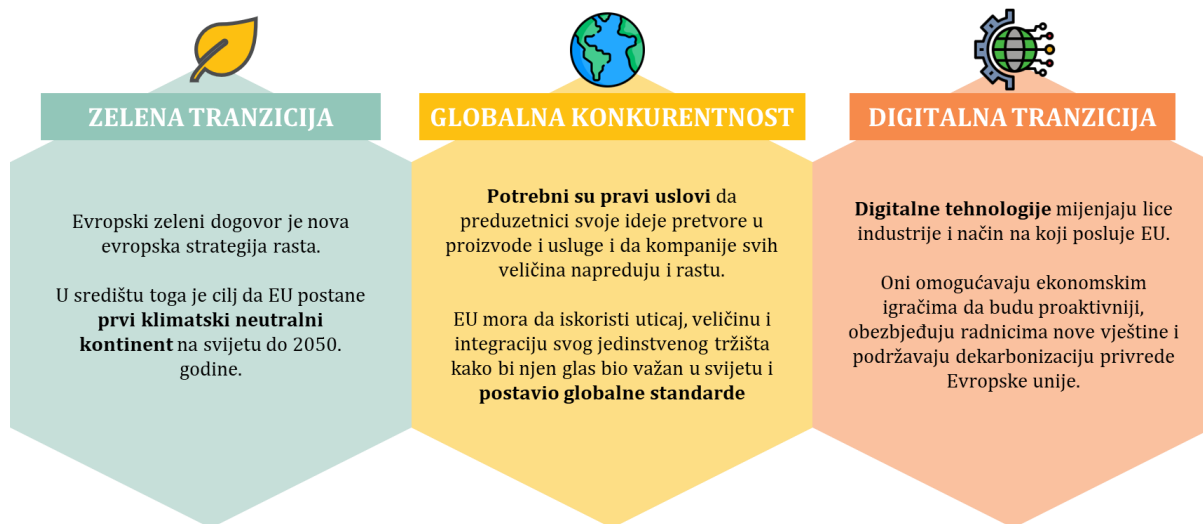 ZELENA TRANZICIJA
Evropski zeleni dogovor je nova
evropska strategija rasta.
U središtu toga je cilj da EU postane
prvi klimatski neutralni
kontinent na svijetu do 2050.
godine.
GLOBALNA KONKURENTNOST
Potrebni su pravi uslovi da
preduzetnici svoje ideje pretvore u
proizvode i usluge i da kompanije svih
veličina napreduju i rastu.
EU mora da iskoristi uticaj, veličinu i
integraciju svog jedinstvenog tržišta
kako bi njen glas bio važan u svijetu i
postavio globalne standarde
DIGITALNA TRANZICIJA
Digitalne tehnologije mijenjaju lice
industrije i način na koji posluje EU.
Oni omogućavaju ekonomskim
igračima da budu proaktivniji,
obezbjeđuju radnicima nove vještine i
podržavaju dekarbonizaciju privrede
Evropske unije.